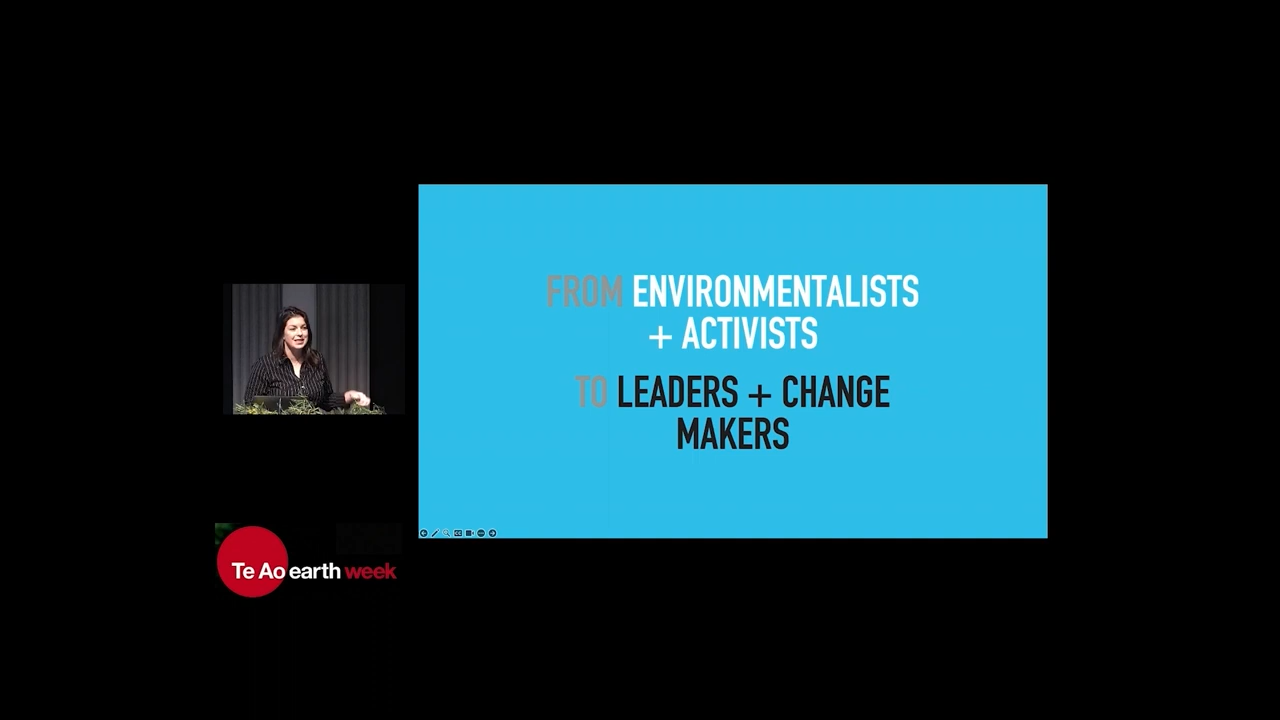 FROM ENVIRONMENTALISTS
+ ACTIVISTS
TO LEADERS + CHANGE
MAKERS
Te Ao earth week